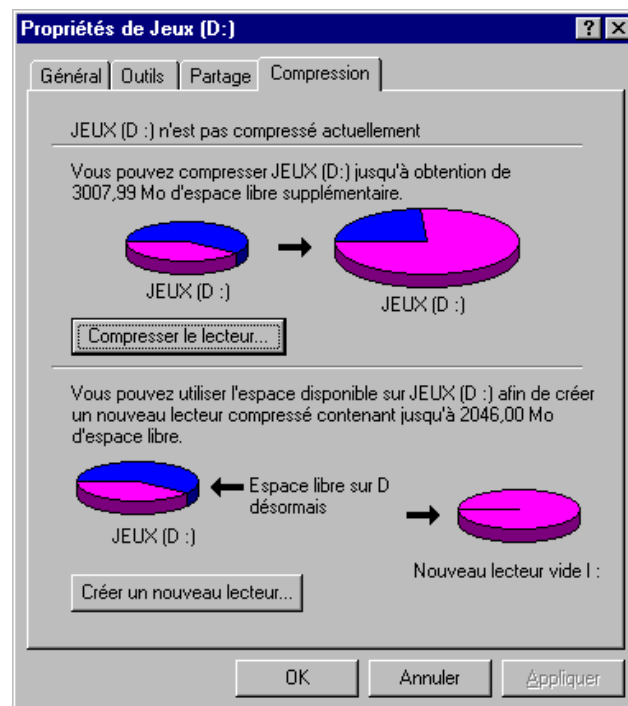 Propriétés de Jeux (D:)
Général Outils Partage Compression
JEUX (D :) n'est pas compressé actuellement
Vous pouvez compresser JEUX (D:) jusqu'à obtention de
3007,99 Mo d'espace libre supplémentaire.
JEUX (D :)
JEUX (D :)
Compresser le lecteur...
Vous pouvez utiliser l'espace disponible sur JEUX (D :) afin de créer
un nouveau lecteur compressé contenant jusqu'à 2046,00 Mo
d'espace libre.
Espace libre sur D
désormais
JEUX (D :)
Nouveau lecteur vide I :
Créer un nouveau lecteur...
OK Annuler Appliquer